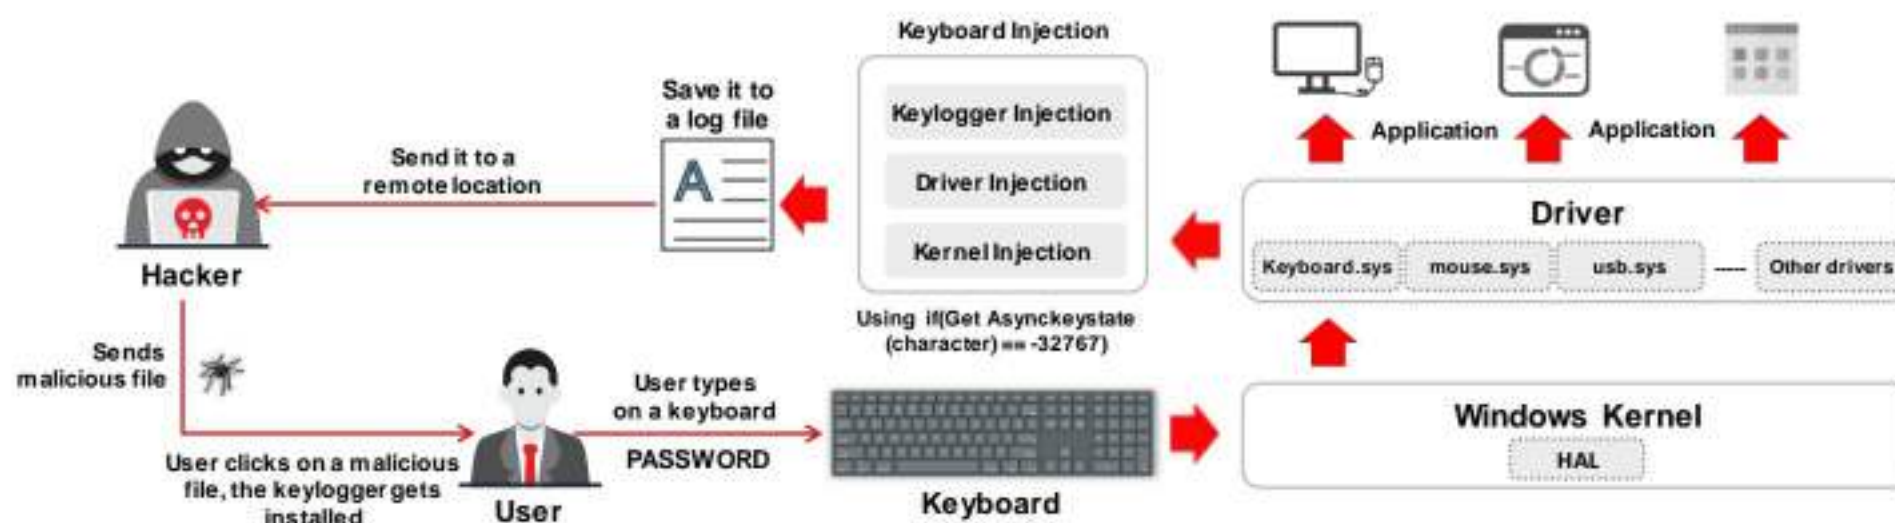 Keyboard Injection
Keylogger Injection
Driver Injection
Kernel Injection
Using if(Get Asynckeystate
(character) == -32767)
Save it to
a log file
A
Send it to a
remote location
Hacker
Sends
malicious file
User clicks on a malicious
file, the keylogger gets
installed
User
User types
on a keyboard
PASSWORD
Keyboard
Application
Application
Driver
Keyboard.sys
mouse.sys
usb.sys
-----
Other drivers
Windows Kernel
HAL